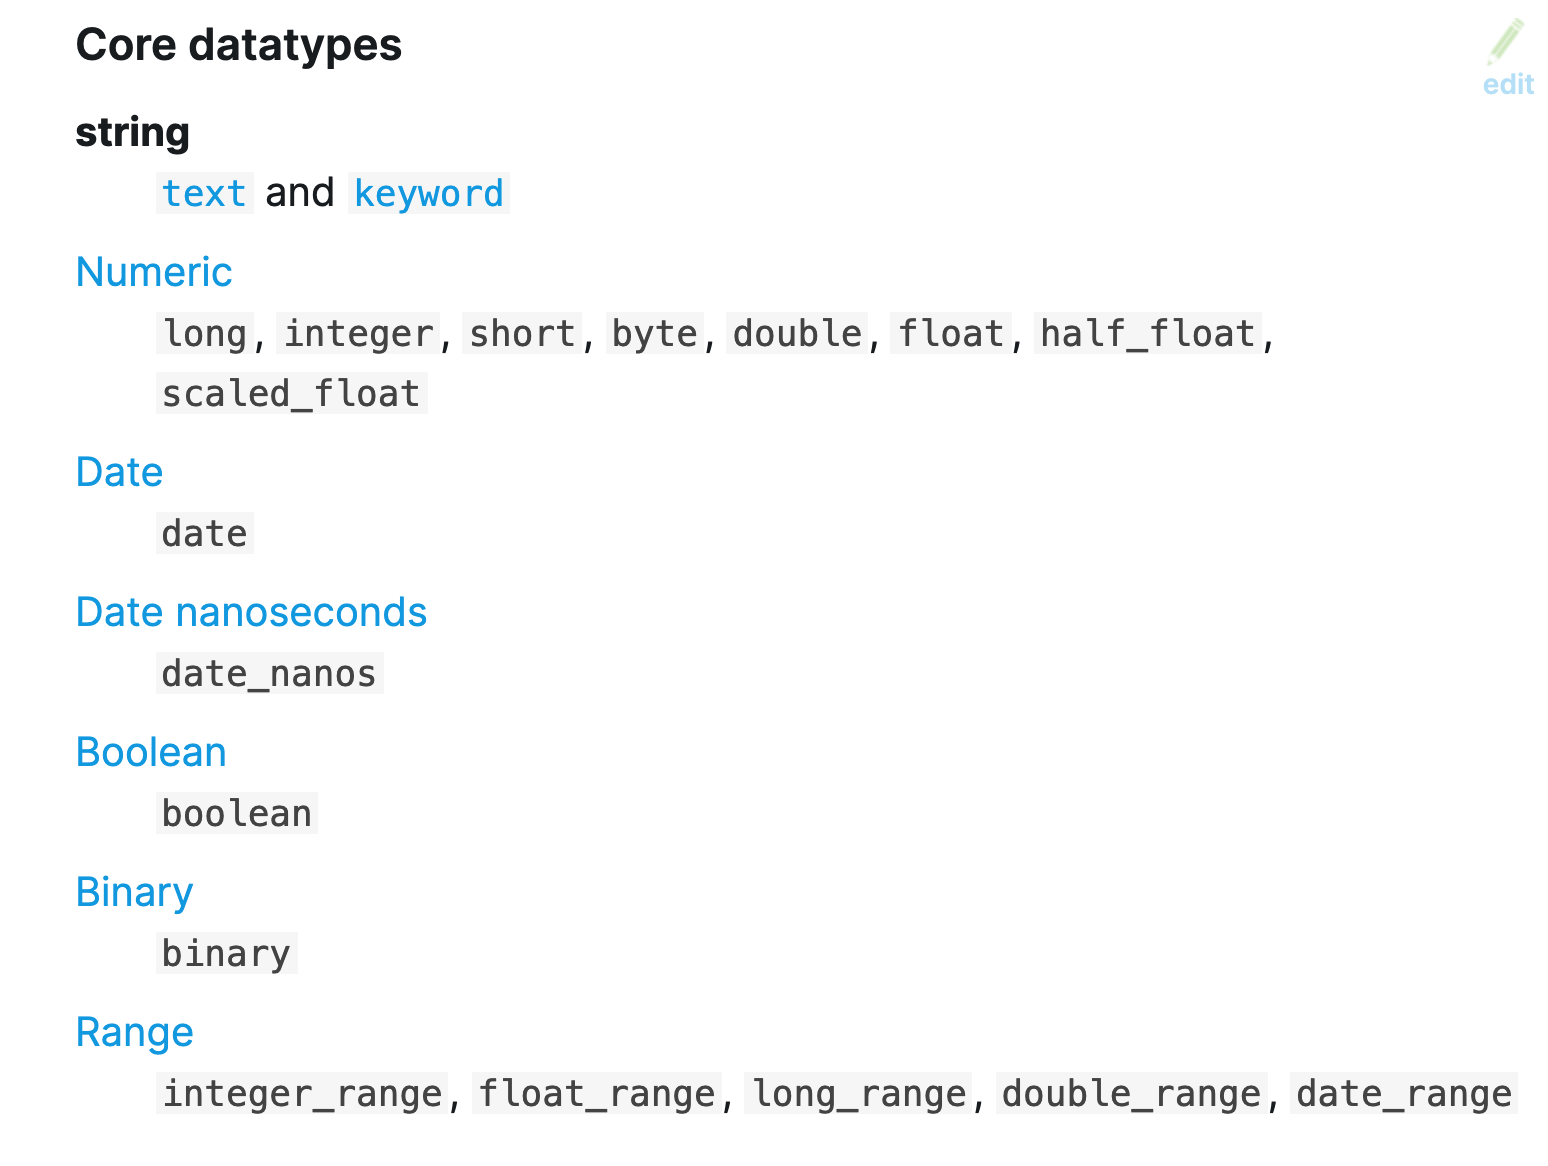 Core datatypes
edit
string
text and keyword
Numeric
long, integer, short, byte, double, float, half_float,
scaled_float
Date
date
Date nanoseconds
date_nanos
Boolean
boolean
Binary
binary
Range
integer_range, float_range, long_range, double_range, date_range